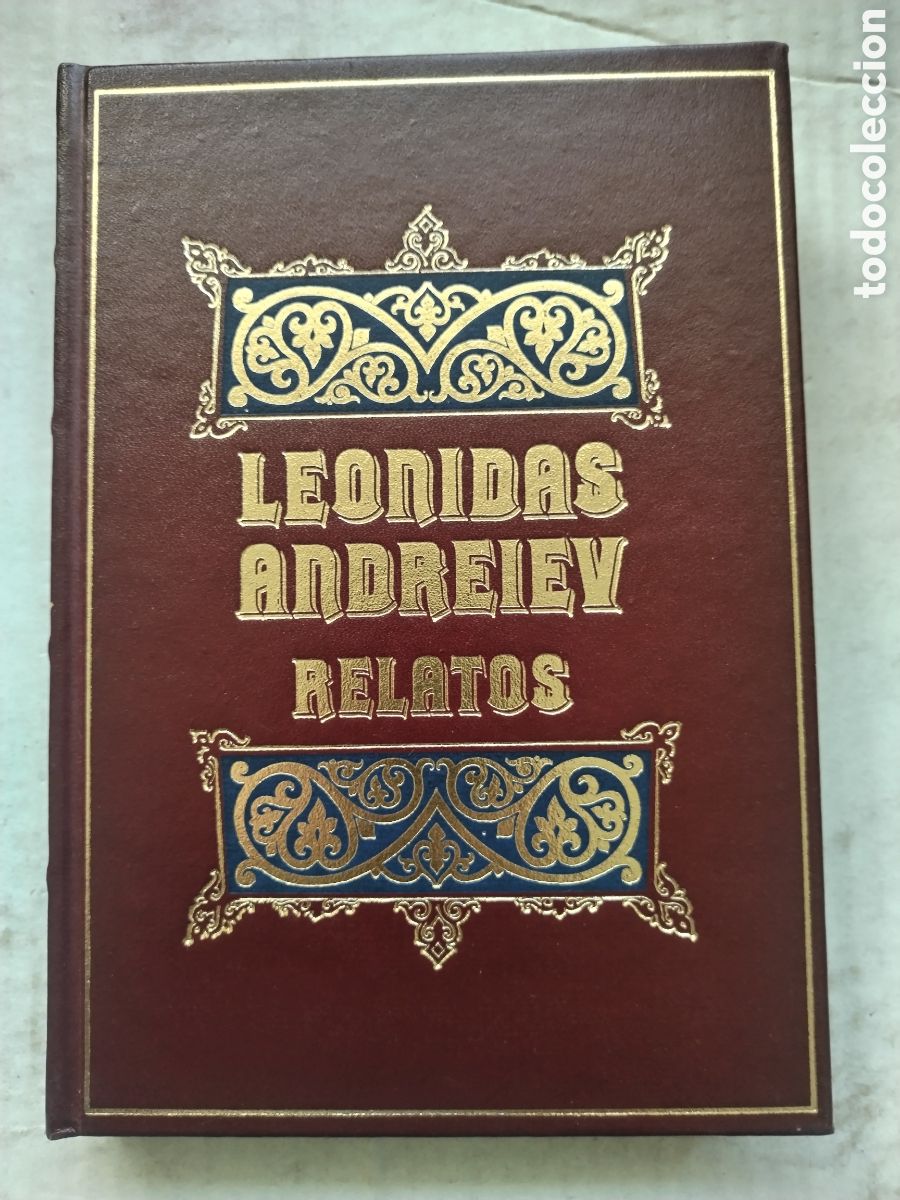 LEONIDAS
ANDREIEV
RELATOS
todocoleccion